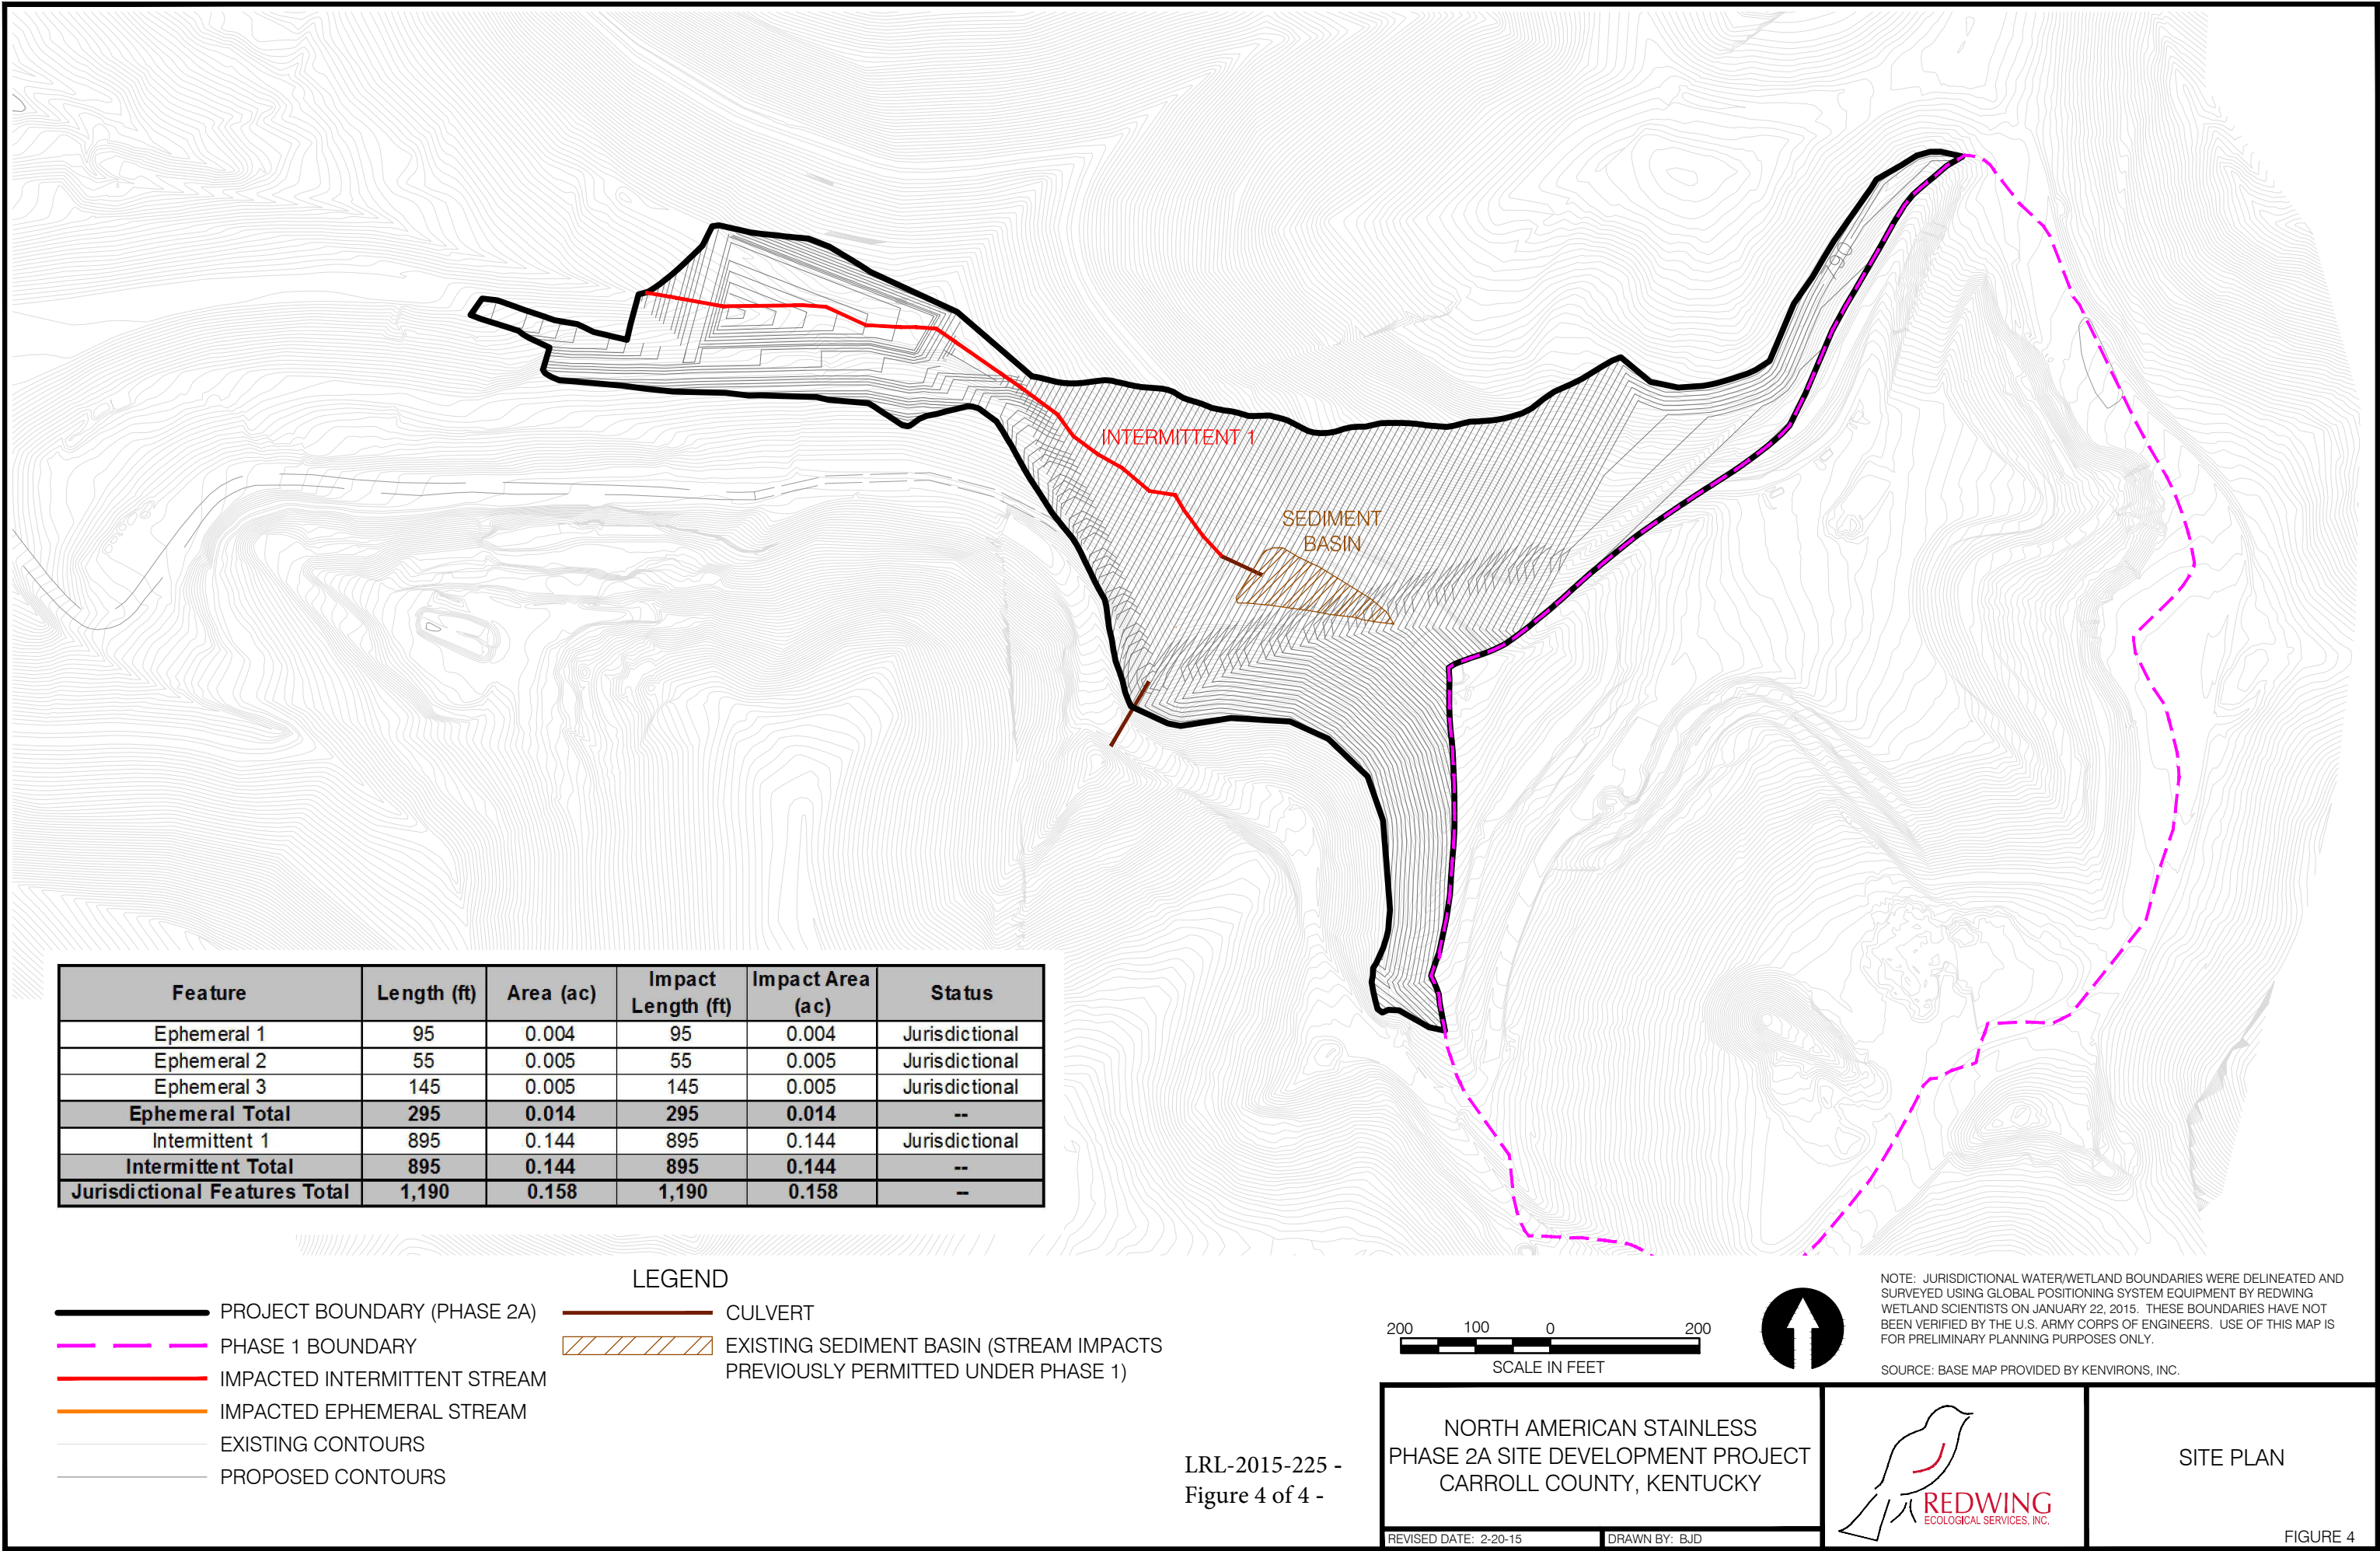 INTERMITTENT 1
SEDIMENT
BASIN
Feature Length (ft) Area (ac) Impact Length (ft) Impact Area (ac) Status
Ephemeral 1 95 0.004 95 0.004 Jurisdictional
Ephemeral 2 55 0.005 55 0.005 Jurisdictional
Ephemeral 3 145 0.005 145 0.005 Jurisdictional
Ephemeral Total 295 0.014 295 0.014 --
Intermittent 1 895 0.144 895 0.144 Jurisdictional
Intermittent Total 895 0.144 895 0.144 --
Jurisdictional Features Total 1,190 0.158 1,190 0.158 --
LEGEND
PROJECT BOUNDARY (PHASE 2A)
PHASE 1 BOUNDARY
IMPACTED INTERMITTENT STREAM
IMPACTED EPHEMERAL STREAM
EXISTING CONTOURS
PROPOSED CONTOURS
CULVERT
EXISTING SEDIMENT BASIN (STREAM IMPACTS
PREVIOUSLY PERMITTED UNDER PHASE 1)
200 100 0 200
SCALE IN FEET
NOTE: JURISDICTIONAL WATER/WETLAND BOUNDARIES WERE DELINEATED AND
SURVEYED USING GLOBAL POSITIONING SYSTEM EQUIPMENT BY REDWING
WETLAND SCIENTISTS ON JANUARY 22, 2015. THESE BOUNDARIES HAVE NOT
BEEN VERIFIED BY THE U.S. ARMY CORPS OF ENGINEERS. USE OF THIS MAP IS
FOR PRELIMINARY PLANNING PURPOSES ONLY.
SOURCE: BASE MAP PROVIDED BY KENVIRONS, INC.
LRL-2015-225 -
Figure 4 of 4 -
NORTH AMERICAN STAINLESS
PHASE 2A SITE DEVELOPMENT PROJECT
CARROLL COUNTY, KENTUCKY
REVISED DATE: 2-20-15
DRAWN BY: BJD
REDWING
ECOLOGICAL SERVICES, INC.
SITE PLAN
FIGURE 4